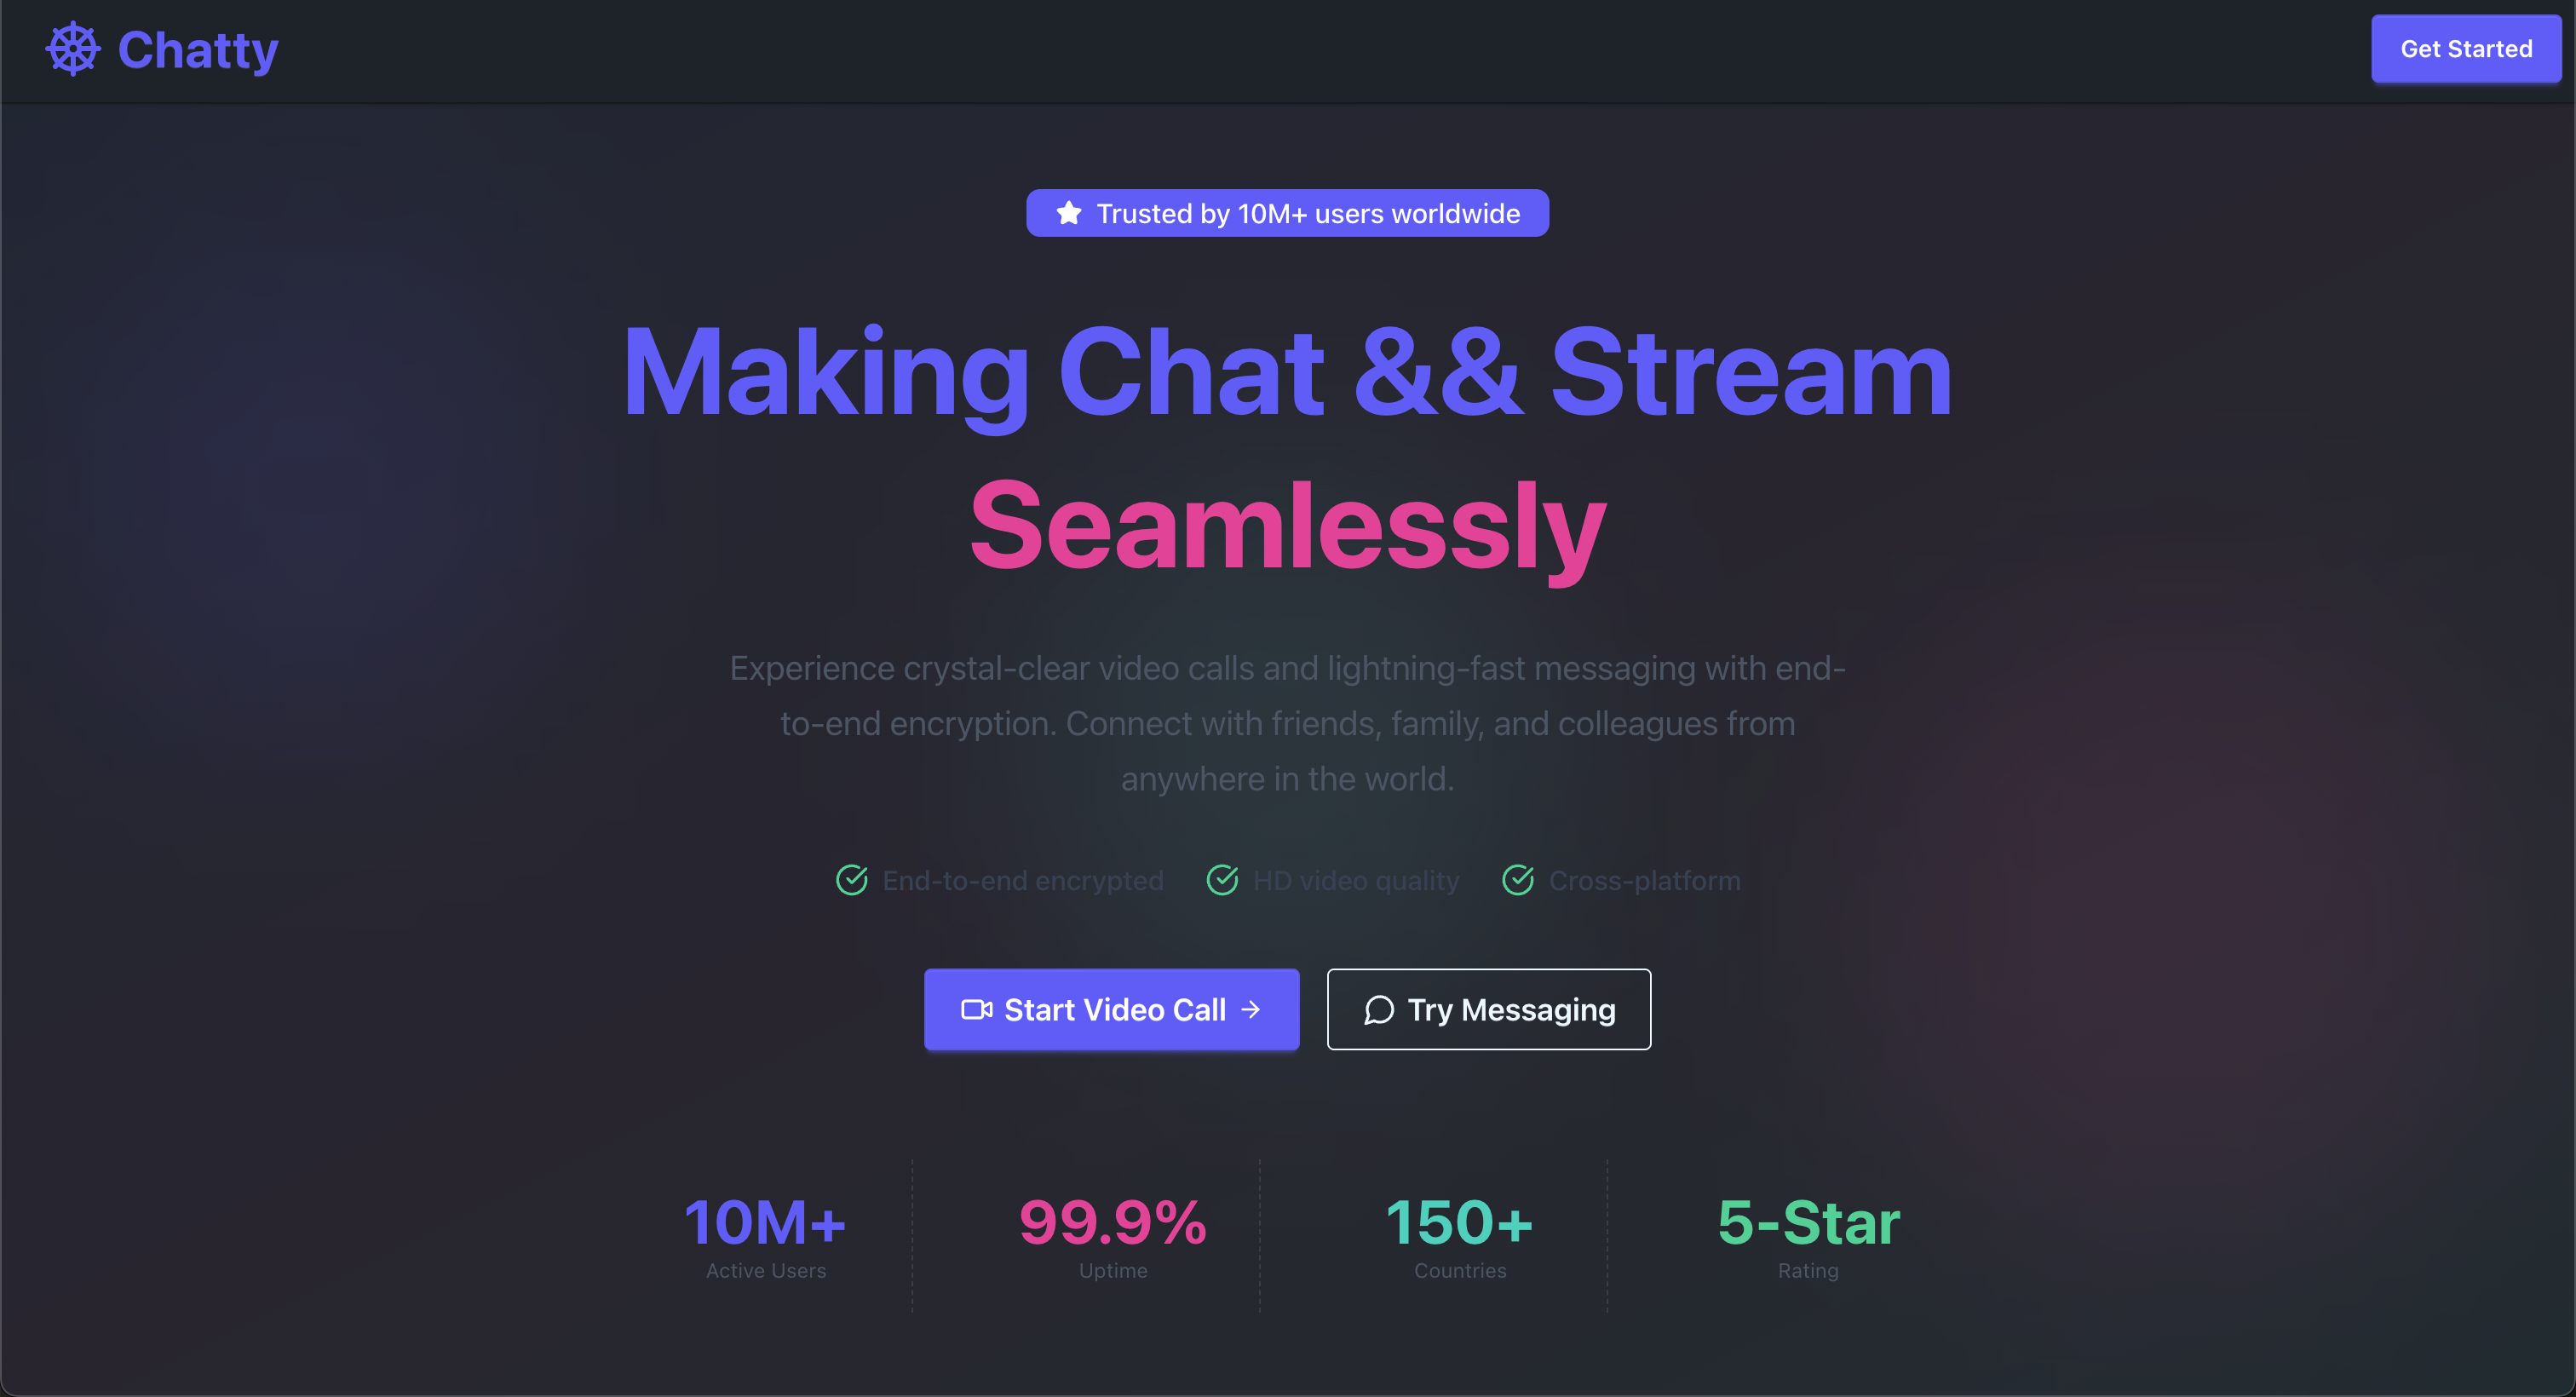 Chatty
Get Started
Trusted by 10M+ users worldwide
Making Chat && Stream
Seamlessly
Experience crystal-clear video calls and lightning-fast messaging with end-
to-end encryption. Connect with friends, family, and colleagues from
anywhere in the world.
End-to-end encrypted HD video quality Cross-platform
Start Video Call → Try Messaging
10M+ 99.9% 150+ 5-Star
Active Users Uptime Countries Rating